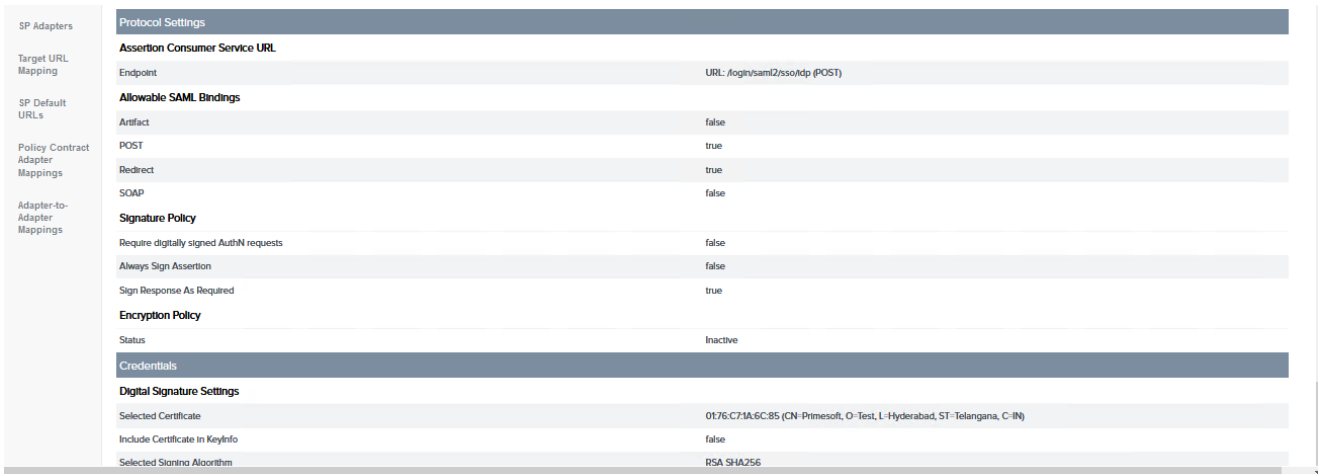 SP Adapters
Target URL
Mapping
SP Default
URLs
Policy Contract
Adapter
Mappings
Adapter-to-
Adapter
Mappings
Protocol Settings
Assertion Consumer Service URL
Endpoint URL: /login/saml2/sso/idp (POST)
Allowable SAML Bindings
Artifact false
POST true
Redirect true
SOAP false
Signature Policy
Require digitally signed AuthN requests false
Always Sign Assertion false
Sign Response As Required true
Encryption Policy
Status Inactive
Credentials
Digital Signature Settings
Selected Certificate 01:76:C7:1A:6C:85 (CN=Primesoft, O=Test, L=Hyderabad, ST=Telangana, C=IN)
Include Certificate in KeyInfo false
Selected Signing Algorithm RSA SHA256